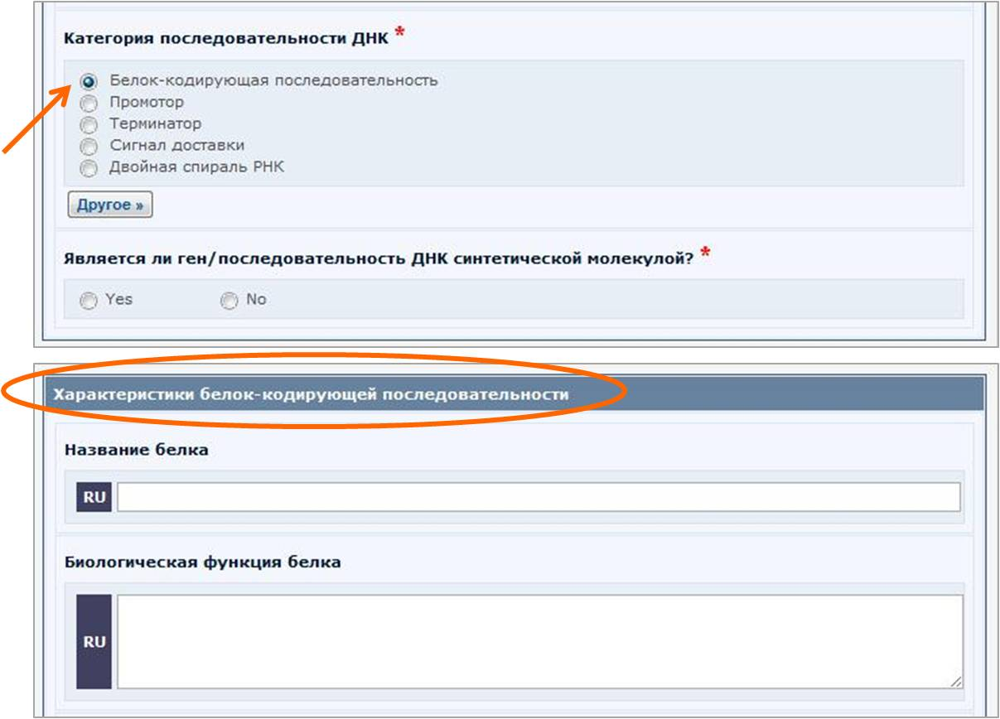 Категория последовательности ДНК *
Белок-кодирующая последовательность
Промотор
Терминатор
Сигнал доставки
Двойная спираль РНК
Другое »
Является ли ген/последовательность ДНК синтетической молекулой? *
Yes No
Характеристики белок-кодирующей последовательности
Название белка
RU
Биологическая функция белка
RU